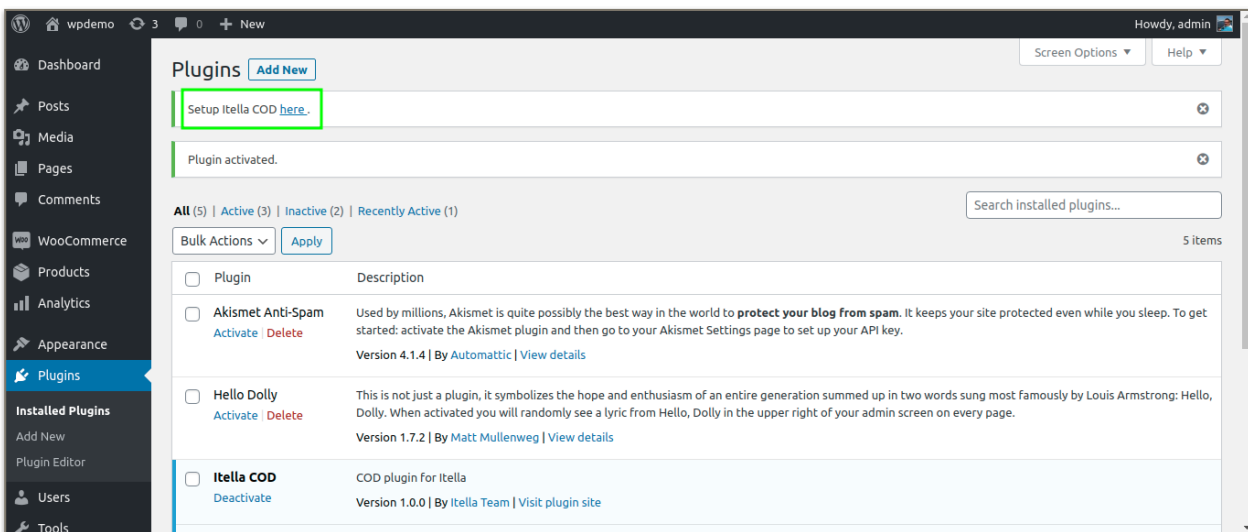 wpdemo 3 0 + New Howdy, admin
Screen Options ▼ Help ▼
Dashboard
Posts
Media
Pages
Comments
WooCommerce
Products
Analytics
Appearance
Plugins
Installed Plugins
Add New
Plugin Editor
Users
Tools
Plugins Add New
Setup Itella COD here .
Plugin activated.
All (5) | Active (3) | Inactive (2) | Recently Active (1)
Search installed plugins...
Bulk Actions Apply
5 items
Plugin Description
Akismet Anti-Spam
Activate | Delete
Used by millions, Akismet is quite possibly the best way in the world to protect your blog from spam. It keeps your site protected even while you sleep. To get
started: activate the Akismet plugin and then go to your Akismet Settings page to set up your API key.
Version 4.1.4 | By Automattic | View details
Hello Dolly
Activate | Delete
This is not just a plugin, it symbolizes the hope and enthusiasm of an entire generation summed up in two words sung most famously by Louis Armstrong: Hello,
Dolly. When activated you will randomly see a lyric from Hello, Dolly in the upper right of your admin screen on every page.
Version 1.7.2 | By Matt Mullenweg | View details
Itella COD
Deactivate
COD plugin for Itella
Version 1.0.0 | By Itella Team | Visit plugin site